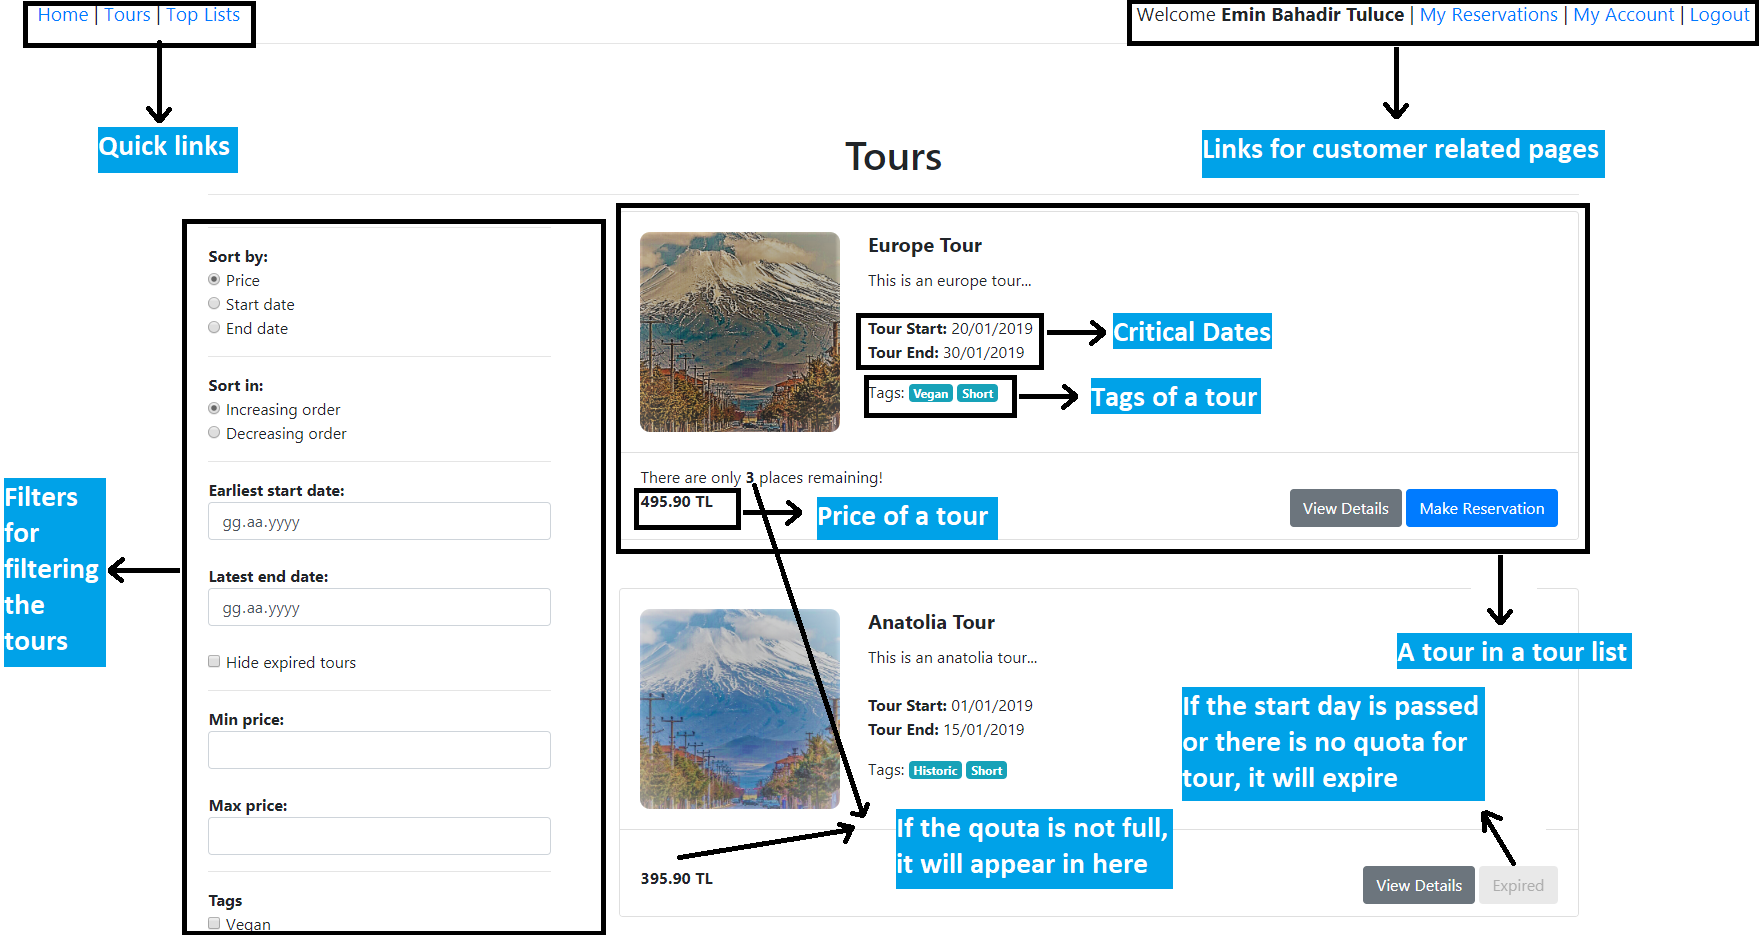 Home | Tours | Top Lists
Welcome Emin Bahadir Tuluce | My Reservations | My Account | Logout
Quick links
Links for customer related pages
Tours
Sort by:
Price
Start date
End date
Sort in:
Increasing order
Decreasing order
Earliest start date:
gg.aa.yyyy
Latest end date:
gg.aa.yyyy
Hide expired tours
Min price:
Max price:
Tags
Vegan
Filters
for
filtering
the
tours
Europe Tour
This is an europe tour...
Tour Start: 20/01/2019
Tour End: 30/01/2019
Critical Dates
Tags: Vegan Short
Tags of a tour
There are only 3 places remaining!
495.90 TL
Price of a tour
View Details
Make Reservation
A tour in a tour list
Anatolia Tour
This is an anatolia tour...
Tour Start: 01/01/2019
Tour End: 15/01/2019
Tags: Historic Short
If the start day is passed
or there is no quota for
tour, it will expire
If the qouta is not full,
it will appear in here
395.90 TL
View Details
Expired